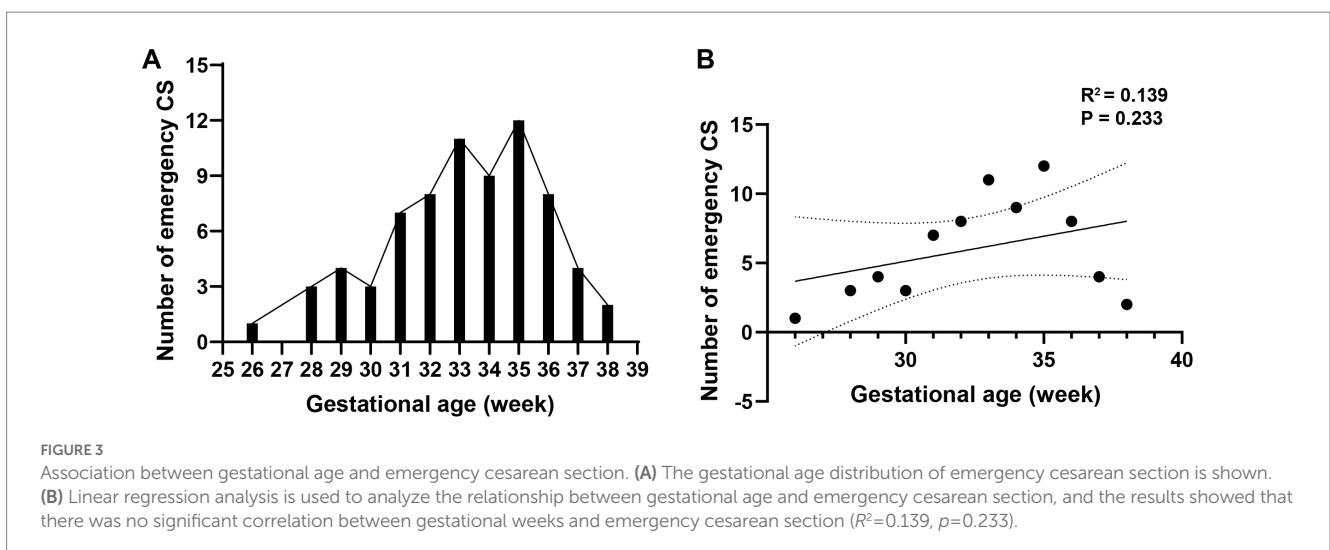 A
Number of emergency CS
15
12
9
6
3
0
25 26 27 28 29 30 31 32 33 34 35 36 37 38 39
Gestational age (week)
B
R² = 0.139
P = 0.233
Number of emergency CS
15
10
5
0
-5
30 35 40
Gestational age (week)
FIGURE 3
Association between gestational age and emergency cesarean section. (A) The gestational age distribution of emergency cesarean section is shown.
(B) Linear regression analysis is used to analyze the relationship between gestational age and emergency cesarean section, and the results showed that
there was no significant correlation between gestational weeks and emergency cesarean section (R²=0.139, p=0.233).